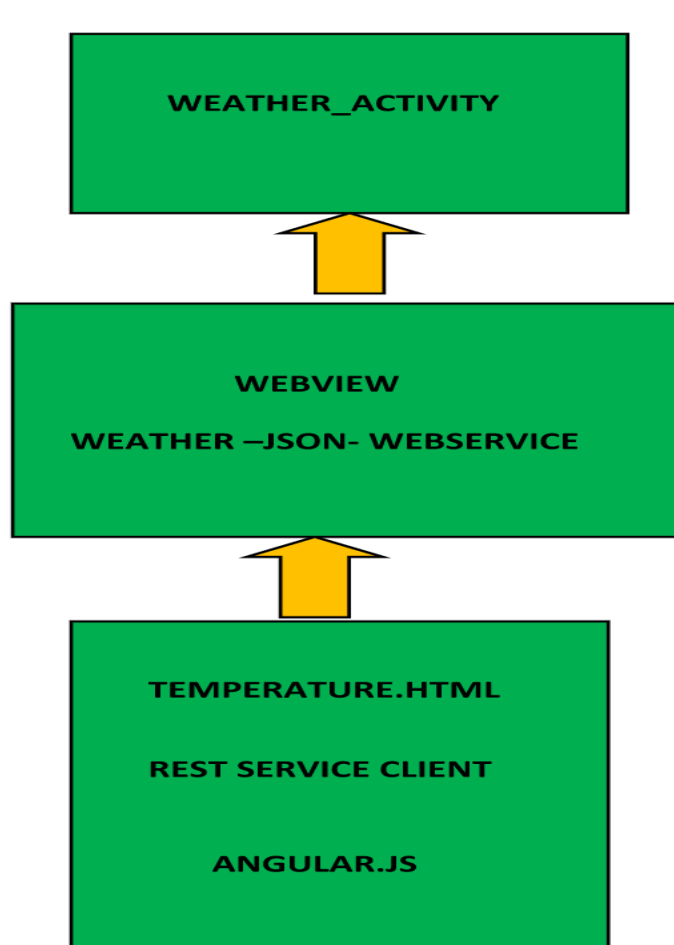 WEATHER_ACTIVITY
WEBVIEW
WEATHER –JSON- WEBSERVICE
TEMPERATURE.HTML
REST SERVICE CLIENT
ANGULAR.JS